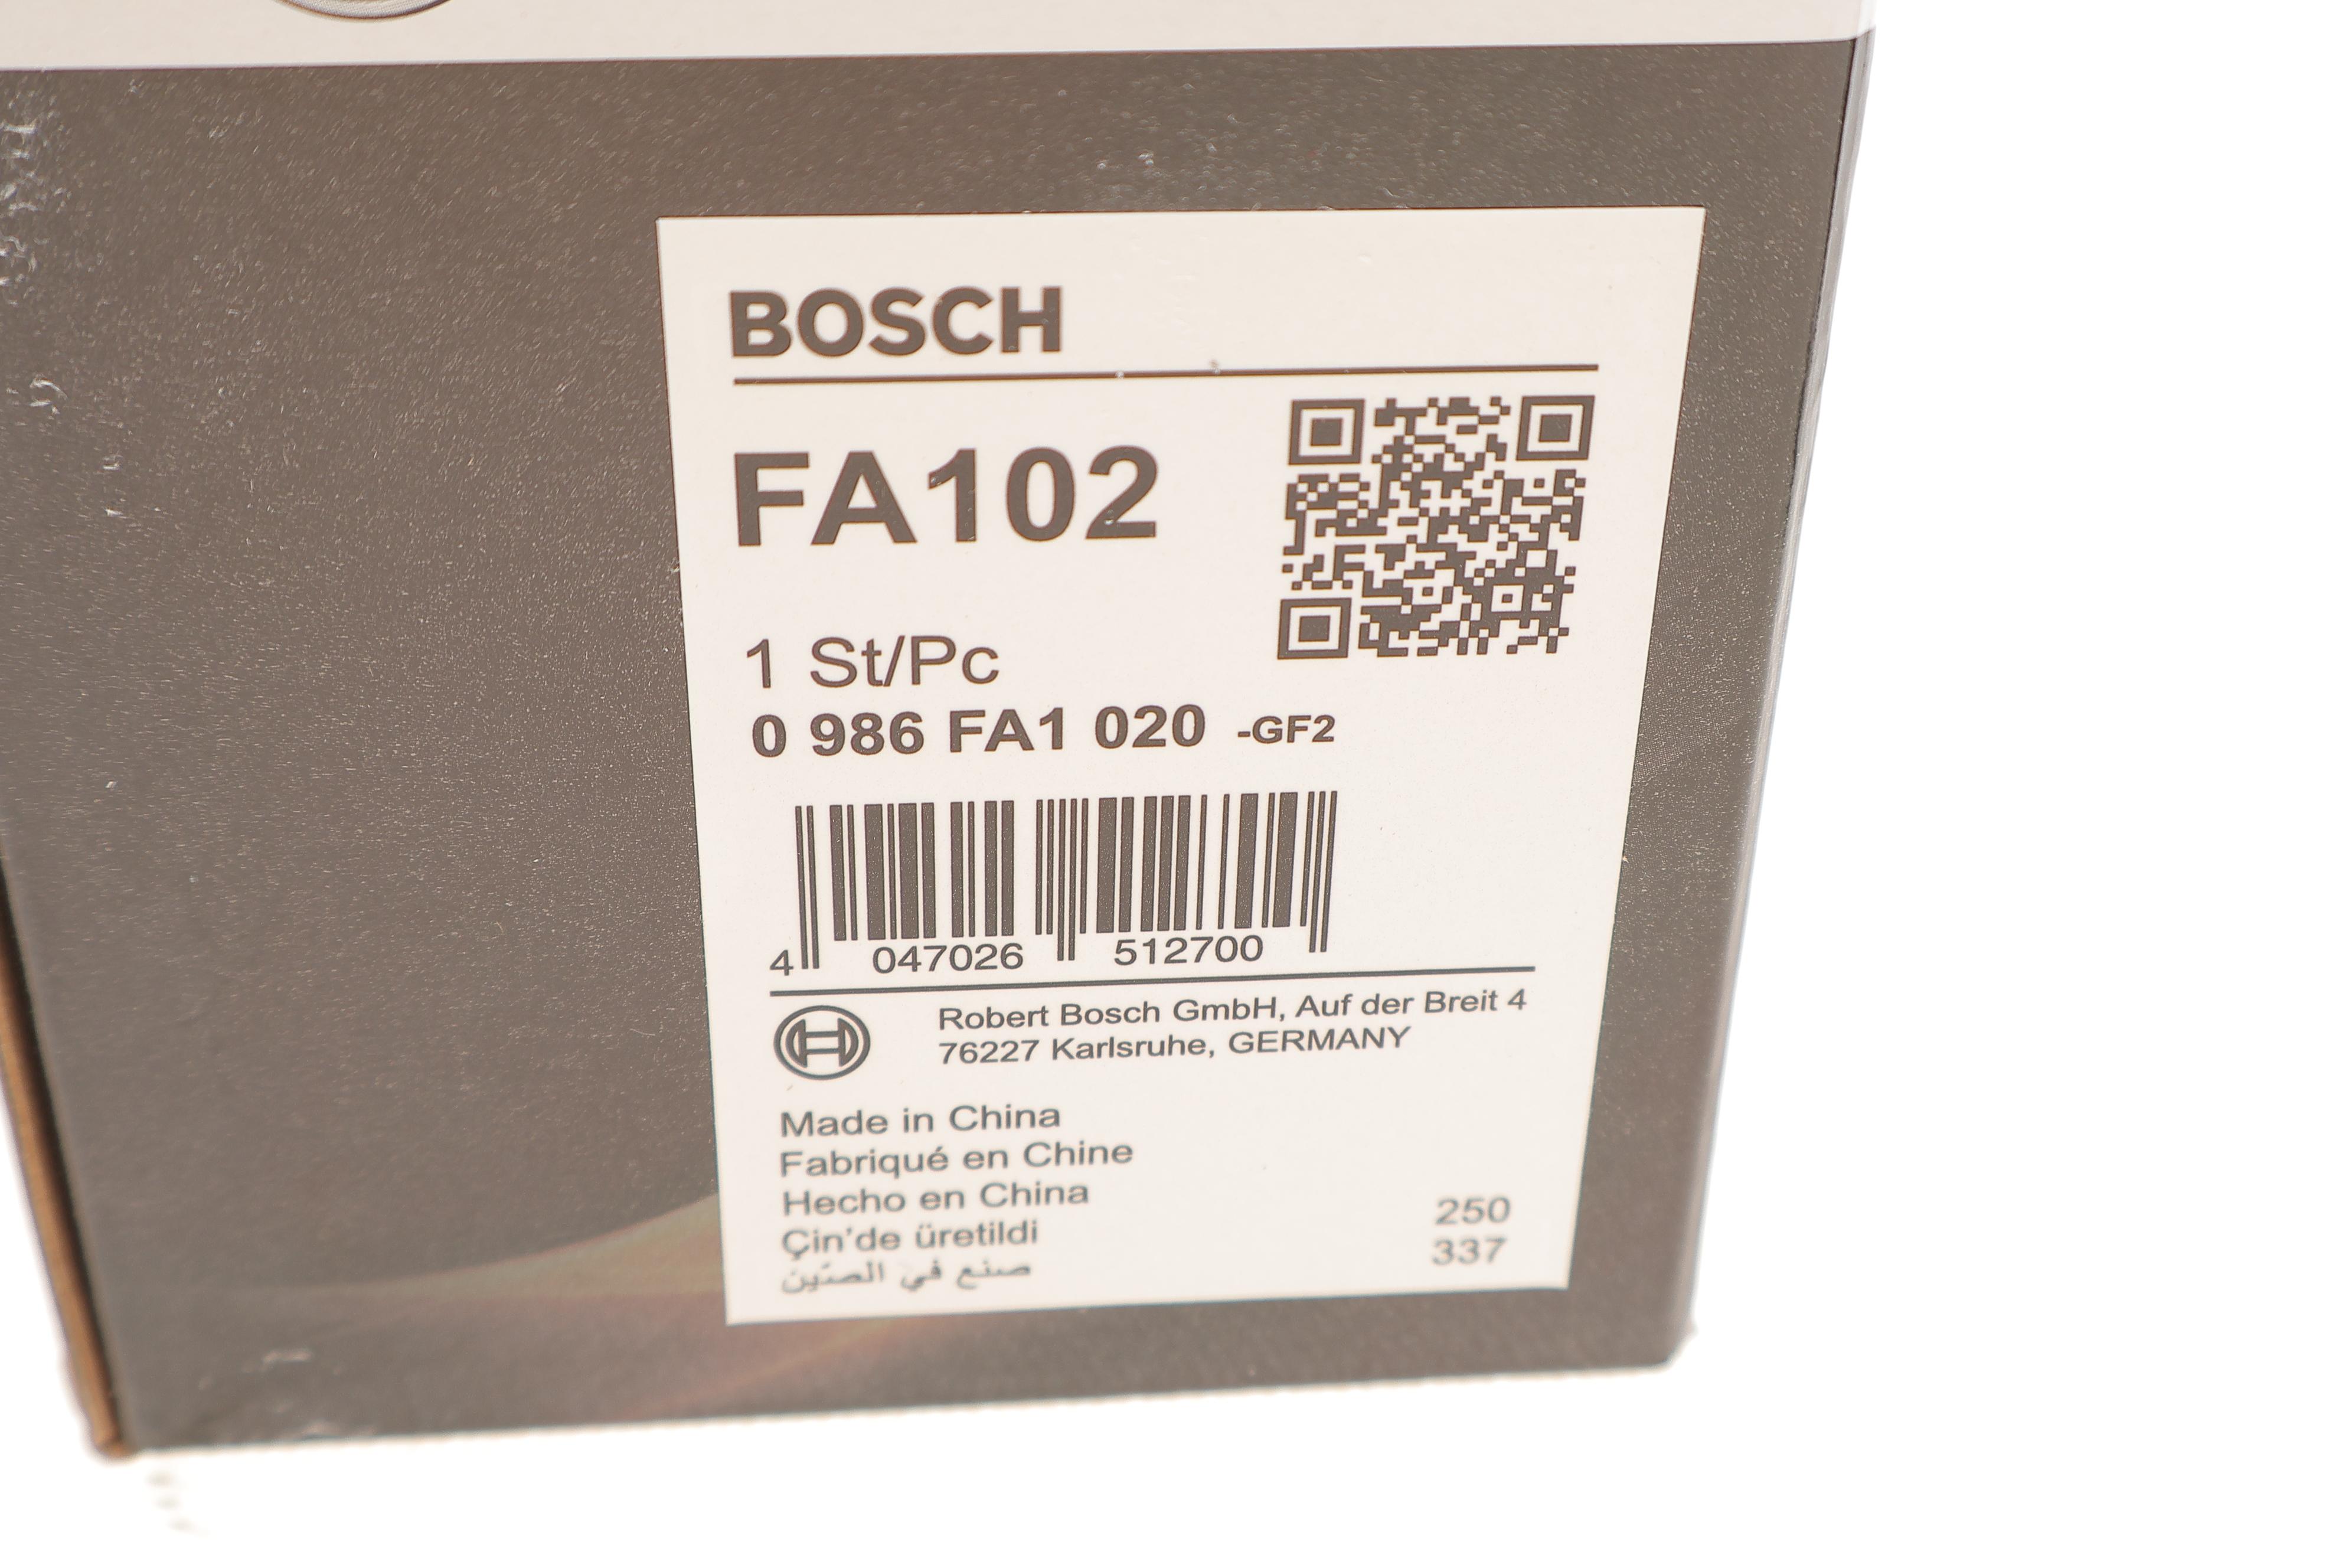 BOSCH
FA102
1 St/Pc
0 986 FA1 020 -GF2
4 047026 512700
Robert Bosch GmbH, Auf der Breit 4
76227 Karlsruhe, GERMANY
Made in China
Fabriqué en Chine
Hecho en China
Çin'de üretildi
250
صنع في الصّين
337